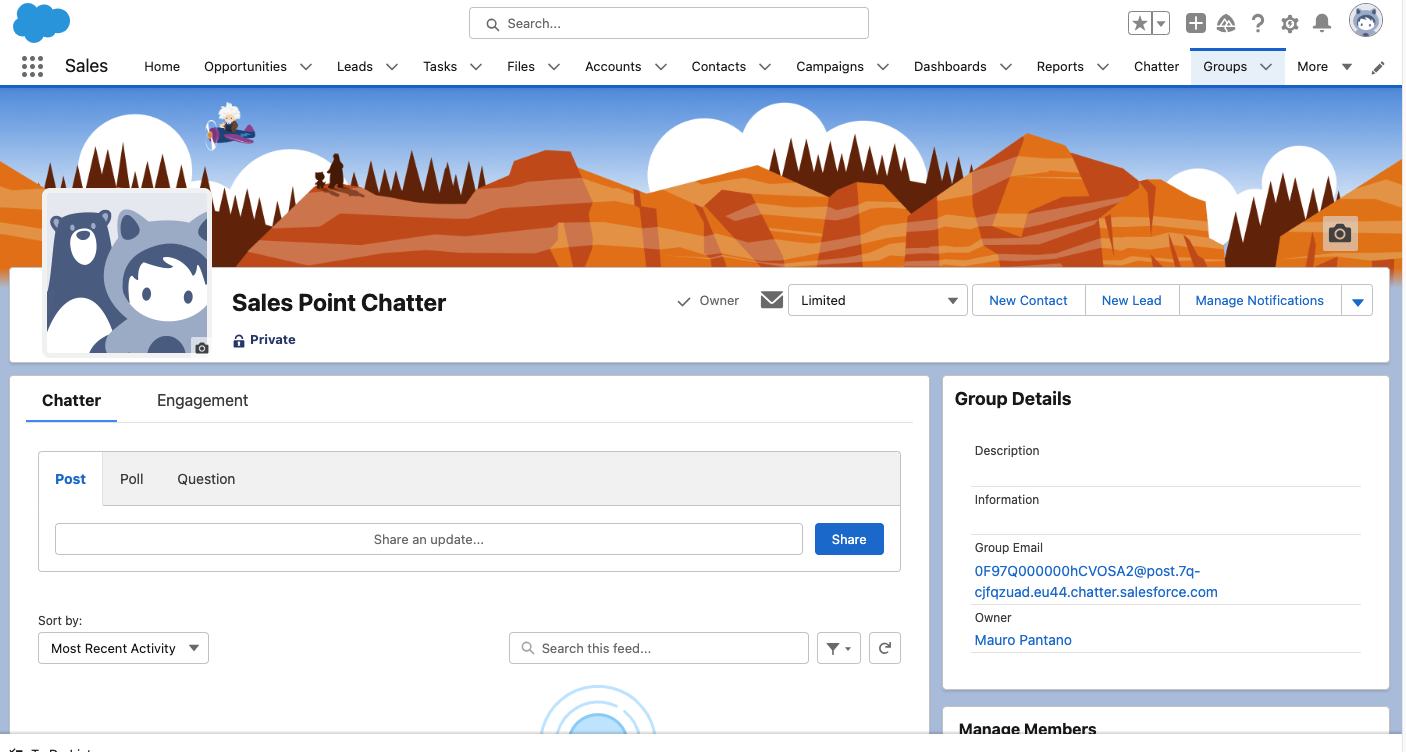 Search...
Sales
Home
Opportunities
Leads
Tasks
Files
Accounts
Contacts
Campaigns
Dashboards
Reports
Chatter
Groups
More
Sales Point Chatter
Owner
Limited
New Contact
New Lead
Manage Notifications
Private
Chatter
Engagement
Post
Poll
Question
Share an update...
Share
Sort by:
Most Recent Activity
Search this feed...
Group Details
Description
Information
Group Email
0F97Q000000hCVOSA2@post.7q-
cjfqzuad.eu44.chatter.salesforce.com
Owner
Mauro Pantano
Manage Members